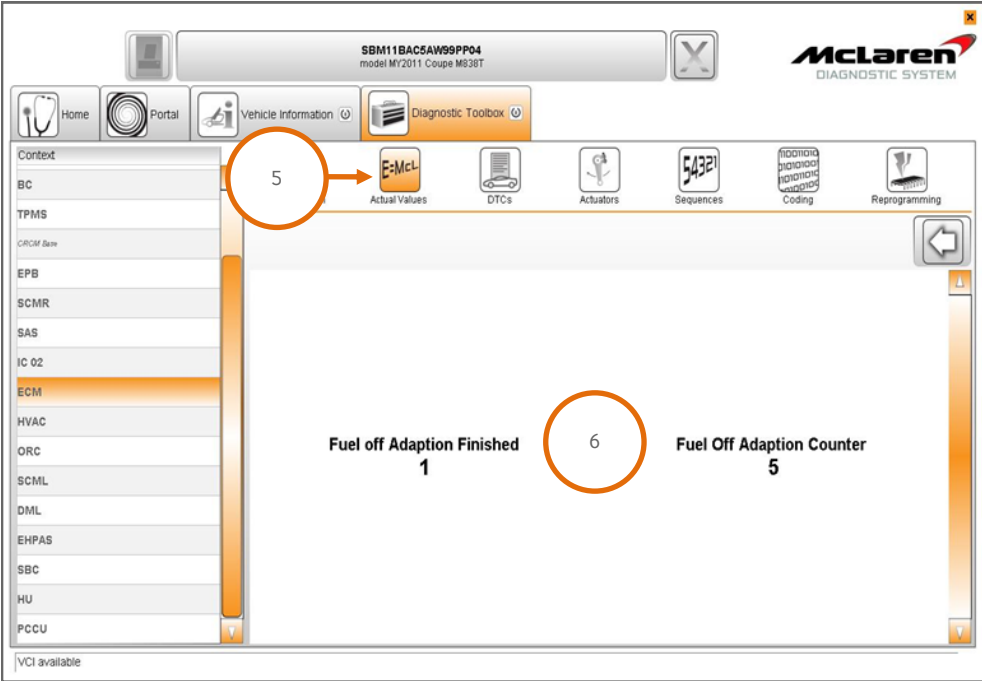 SBM11BAC5AW99PP04
model MY2011 Coupe M838T
McLaren
DIAGNOSTIC SYSTEM
Home
Portal
Vehicle Information
Diagnostic Toolbox
Context
BC
TPMS
CRCM Base
EPB
SCMR
SAS
IC 02
ECM
HVAC
ORC
SCML
DML
EHPAS
SBC
HU
PCCU
5
E=McL
Actual Values
DTCs
Actuators
54321
Sequences
Coding
Reprogramming
Fuel off Adaption Finished
1
6
Fuel Off Adaption Counter
5
VCI available